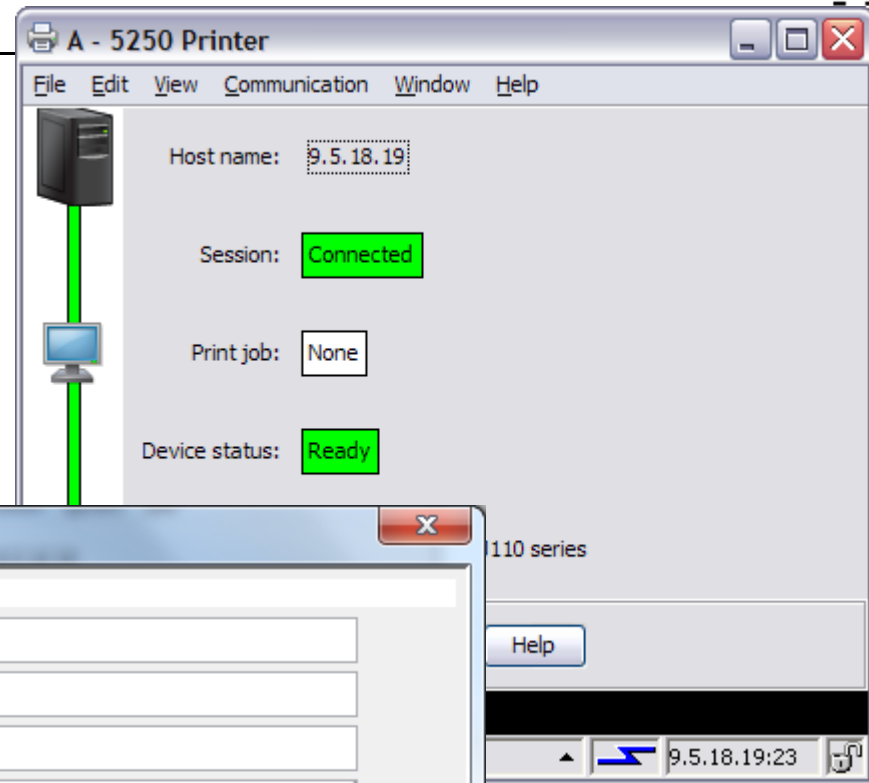 A - 5250 Printer
File Edit View Communication Window Help
Host name: 9.5.18.19
Session: Connected
Print job: None
Device status: Ready
series
Help
9.5.18.19:23